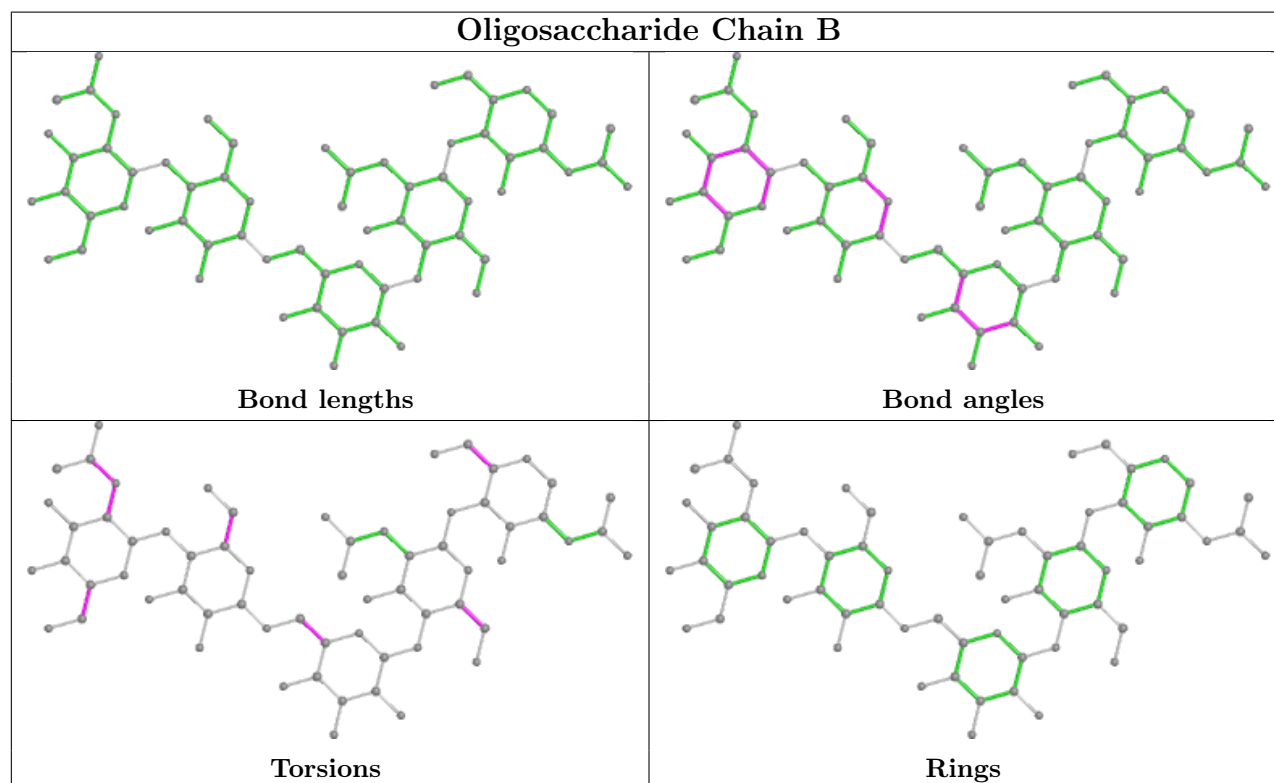 Oligosaccharide Chain B
Bond lengths
Bond angles
Torsions
Rings